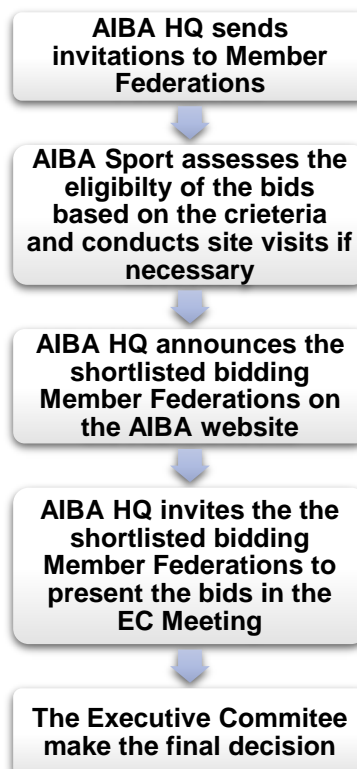 AIBA HQ sends
invitations to Member
Federations
AIBA Sport assesses the
eligibilty of the bids
based on the crieteria
and conducts site visits if
necessary
AIBA HQ announces the
shortlisted bidding
Member Federations on
the AIBA website
AIBA HQ invites the the
shortlisted bidding
Member Federations to
present the bids in the
EC Meeting
The Executive Commitee
make the final decision